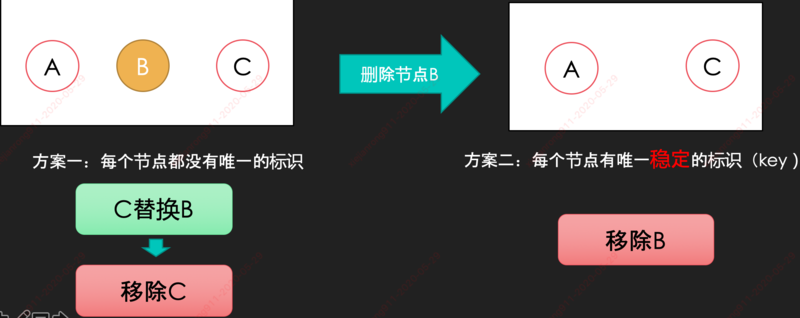 A
B
C
删除节点B
A
C
方案一：每个节点都没有唯一的标识
C替换B
移除C
方案二：每个节点有唯一稳定的标识（key）
移除B